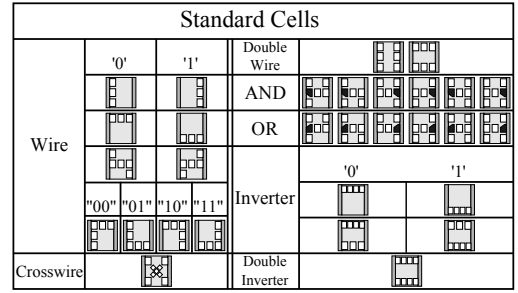 Standard Cells
Wire
'0' '1'
"00" "01" "10" "11"
Crosswire
Double
Wire
AND
OR
Inverter
'0' '1'
Double
Inverter